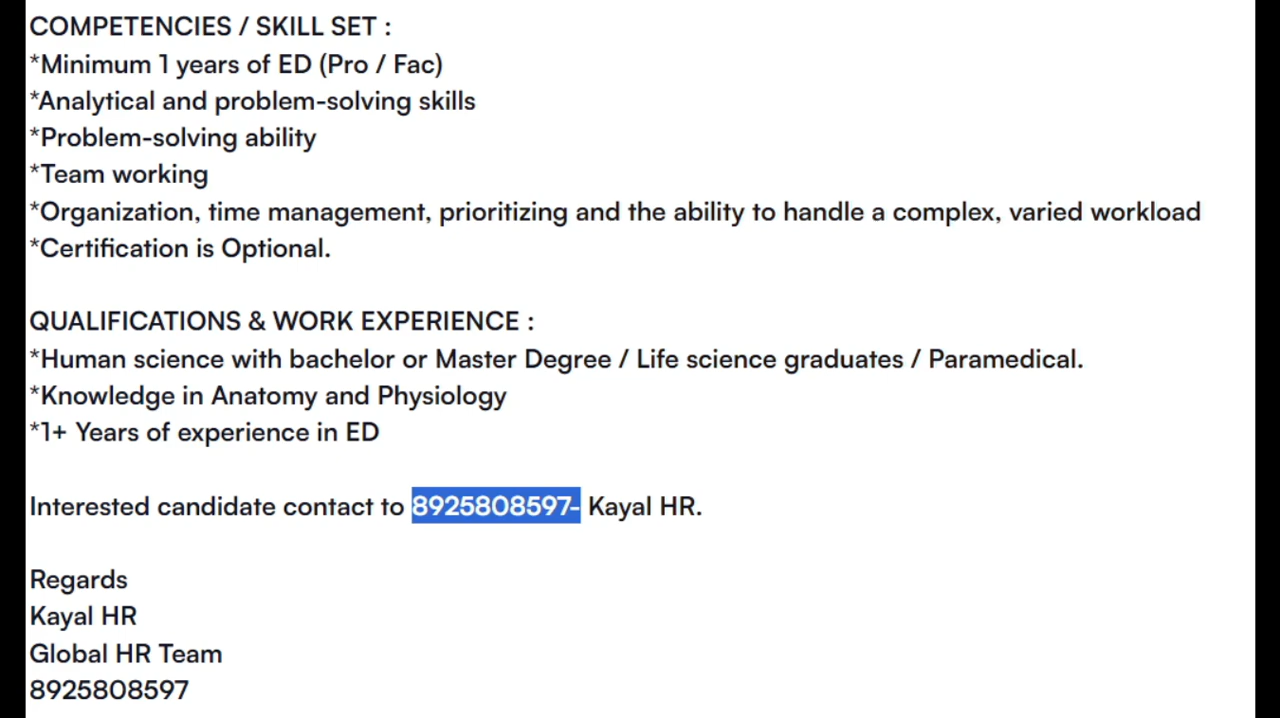 COMPETENCIES / SKILL SET :
*Minimum 1 years of ED (Pro / Fac)
*Analytical and problem-solving skills
*Problem-solving ability
*Team working
*Organization, time management, prioritizing and the ability to handle a complex, varied workload
*Certification is Optional.
QUALIFICATIONS & WORK EXPERIENCE :
*Human science with bachelor or Master Degree / Life science graduates / Paramedical.
*Knowledge in Anatomy and Physiology
*1+ Years of experience in ED
Interested candidate contact to 8925808597- Kayal HR.
Regards
Kayal HR
Global HR Team
8925808597